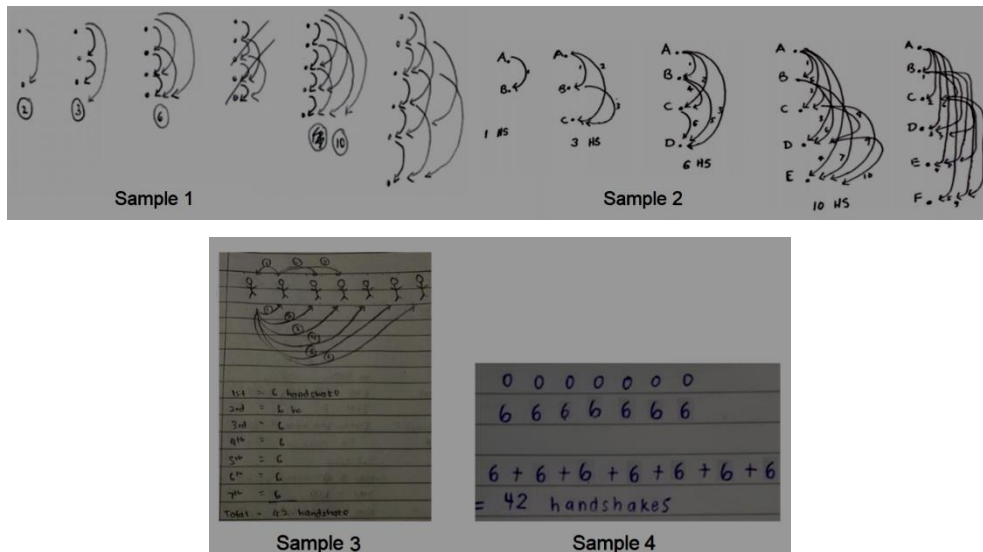 2 3 6 10
Sample 1
A. B. 1 HS
A. B. C. 2 3 3 HS
A. B. C. D. 6 HS
A B C D E 10 HS
A B C D E F
Sample 2
1st = 6 handshake
2nd = 6
3rd = 6
4th = 6
5th = 6
6th = 6
7th = 6
Total = 42 handshake
Sample 3
0 0 0 0 0 0 0
6 6 6 6 6 6 6
6 + 6 + 6 + 6 + 6 + 6 + 6
= 42 handshakes
Sample 4